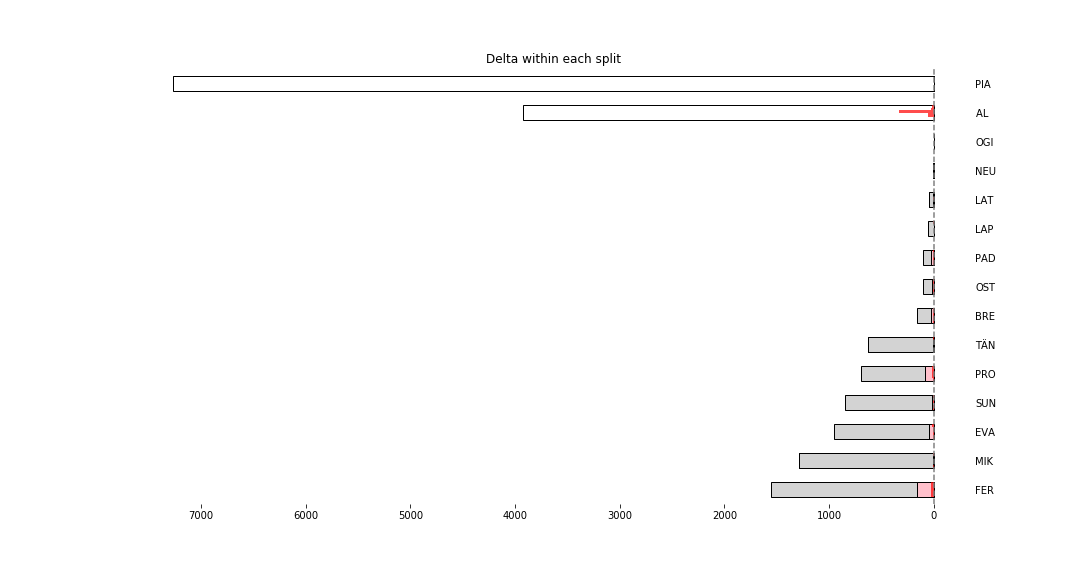 Delta within each split
PIA
AL
OGI
NEU
LAT
LAP
PAD
OST
BRE
TÄN
PRO
SUN
EVA
MIK
FER
7000 6000 5000 4000 3000 2000 1000 0